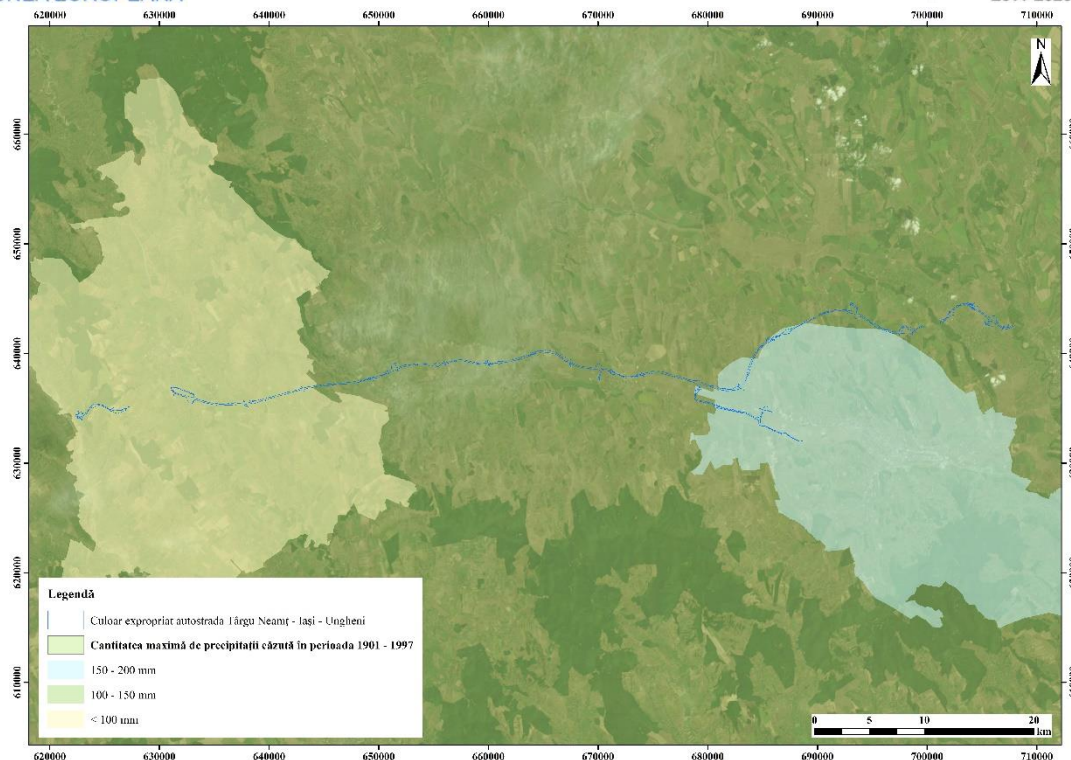 620000 630000 640000 650000 660000 670000 680000 690000 700000 710000
N
660000
650000
640000
630000
620000
610000
Legendă
Culoar expropriat autostrada Târgu Neamț - Iași - Ungheni
Cantitatea maximă de precipitații căzută în perioada 1901 - 1997
150 - 200 mm
100 - 150 mm
< 100 mm
0 5 10 20
km
620000 630000 640000 650000 660000 670000 680000 690000 700000 710000